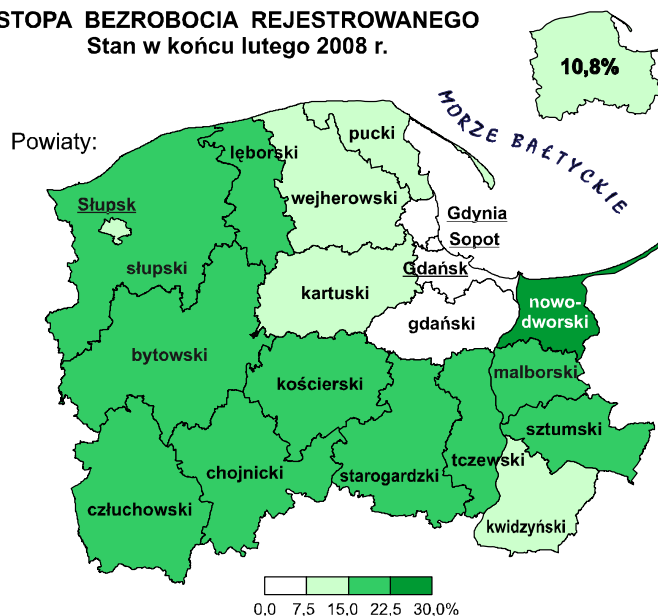 STOPA BEZROBOCIA REJESTROWANEGO
Stan w końcu lutego 2008 r.
10,8%
MORZE BAŁTYCKIE
Powiaty:
pucki
lęborski
wejherowski
Słupsk
Gdynia
Sopot
słupski
Gdańsk
kartuski
nowo-
dworski
gdański
bytowski
malborski
kościerski
sztumski
tczewski
chojnicki
starogardzki
człuchowski
kwidzyński
0,0 7,5 15,0 22,5 30,0%